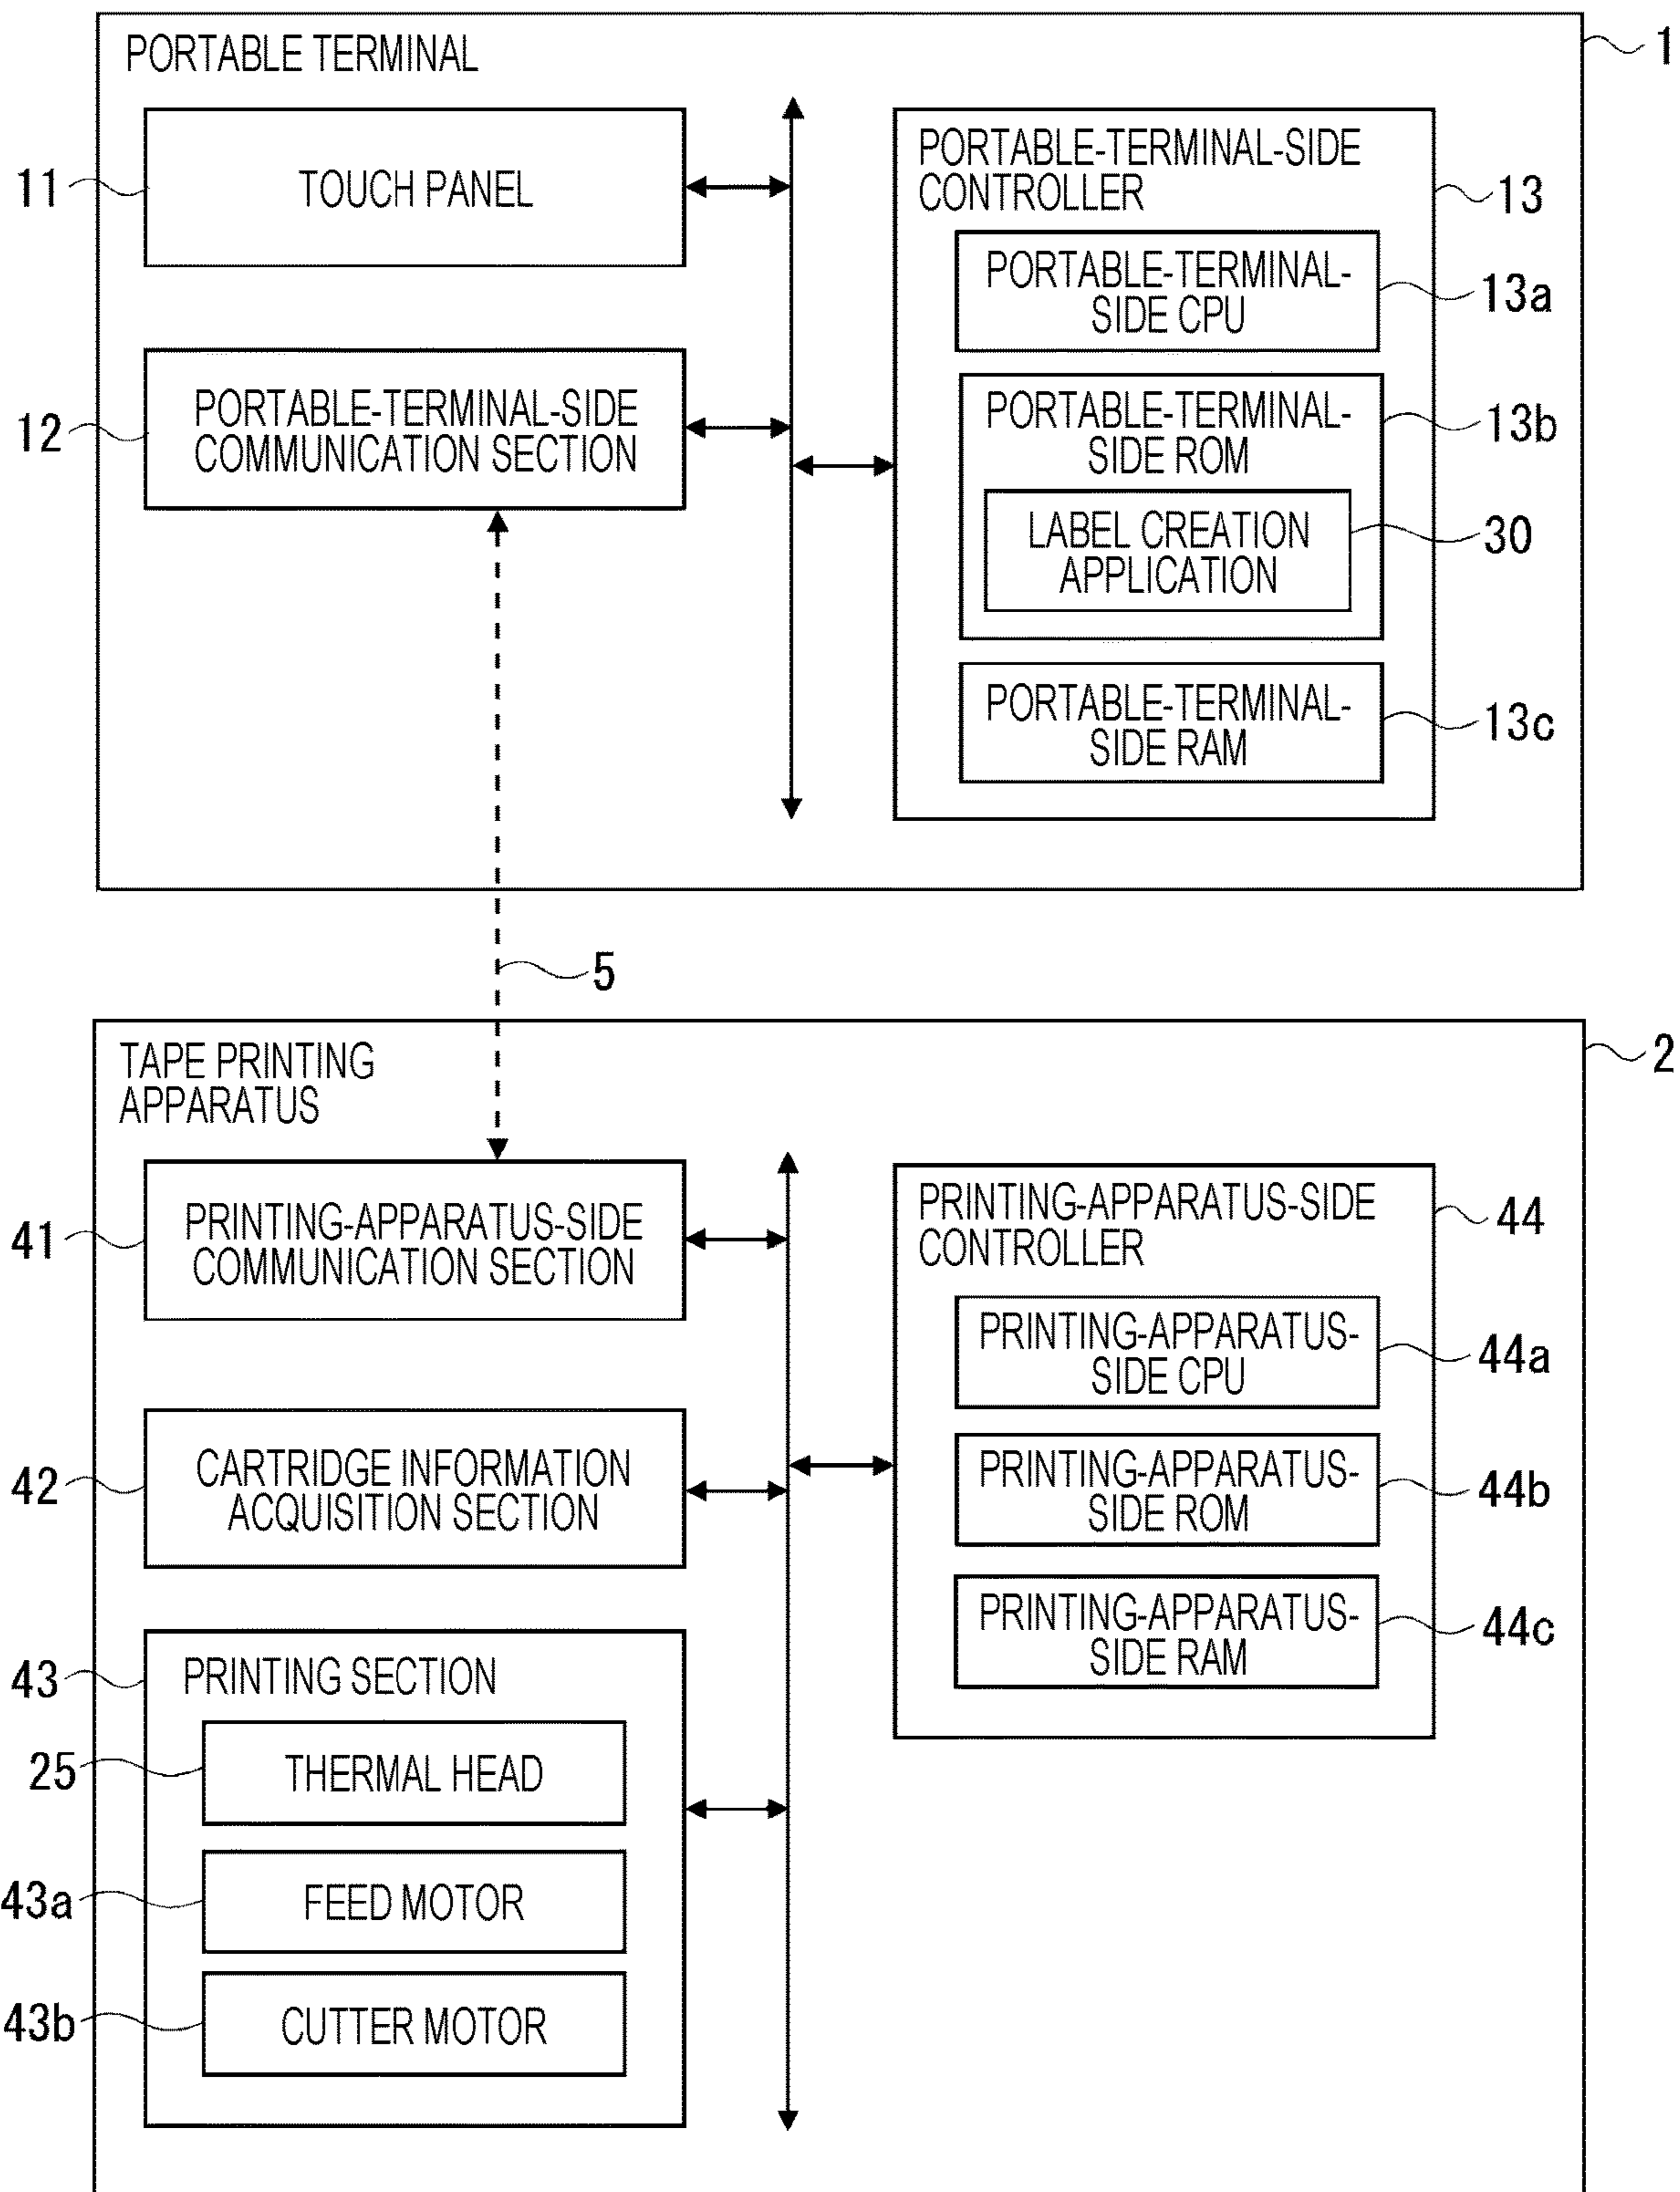 PORTABLE TERMINAL
1
11
TOUCH PANEL
PORTABLE-TERMINAL-SIDE
CONTROLLER
13
PORTABLE-TERMINAL-
SIDE CPU
13a
12
PORTABLE-TERMINAL-SIDE
COMMUNICATION SECTION
PORTABLE-TERMINAL-
SIDE ROM
13b
LABEL CREATION
APPLICATION
30
PORTABLE-TERMINAL-
SIDE RAM
13c
5
TAPE PRINTING
APPARATUS
2
41
PRINTING-APPARATUS-SIDE
COMMUNICATION SECTION
PRINTING-APPARATUS-SIDE
CONTROLLER
44
PRINTING-APPARATUS-
SIDE CPU
44a
42
CARTRIDGE INFORMATION
ACQUISITION SECTION
PRINTING-APPARATUS-
SIDE ROM
44b
PRINTING-APPARATUS-
SIDE RAM
44c
43
PRINTING SECTION
25
THERMAL HEAD
43a
FEED MOTOR
43b
CUTTER MOTOR